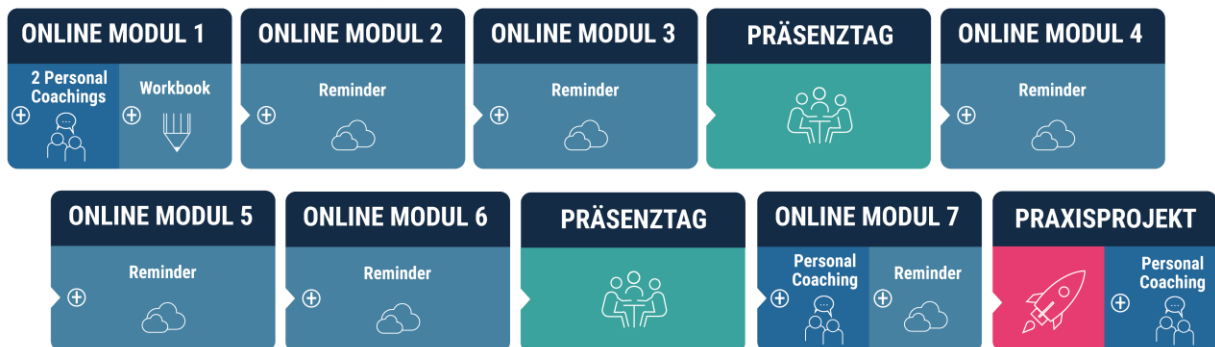 ONLINE MODUL 1
2 Personal
Coachings
Workbook
ONLINE MODUL 2
Reminder
ONLINE MODUL 3
Reminder
PRÄSENZTAG
ONLINE MODUL 4
Reminder
ONLINE MODUL 5
Reminder
ONLINE MODUL 6
Reminder
PRÄSENZTAG
ONLINE MODUL 7
Personal
Coaching
Reminder
PRAXISPROJEKT
Personal
Coaching